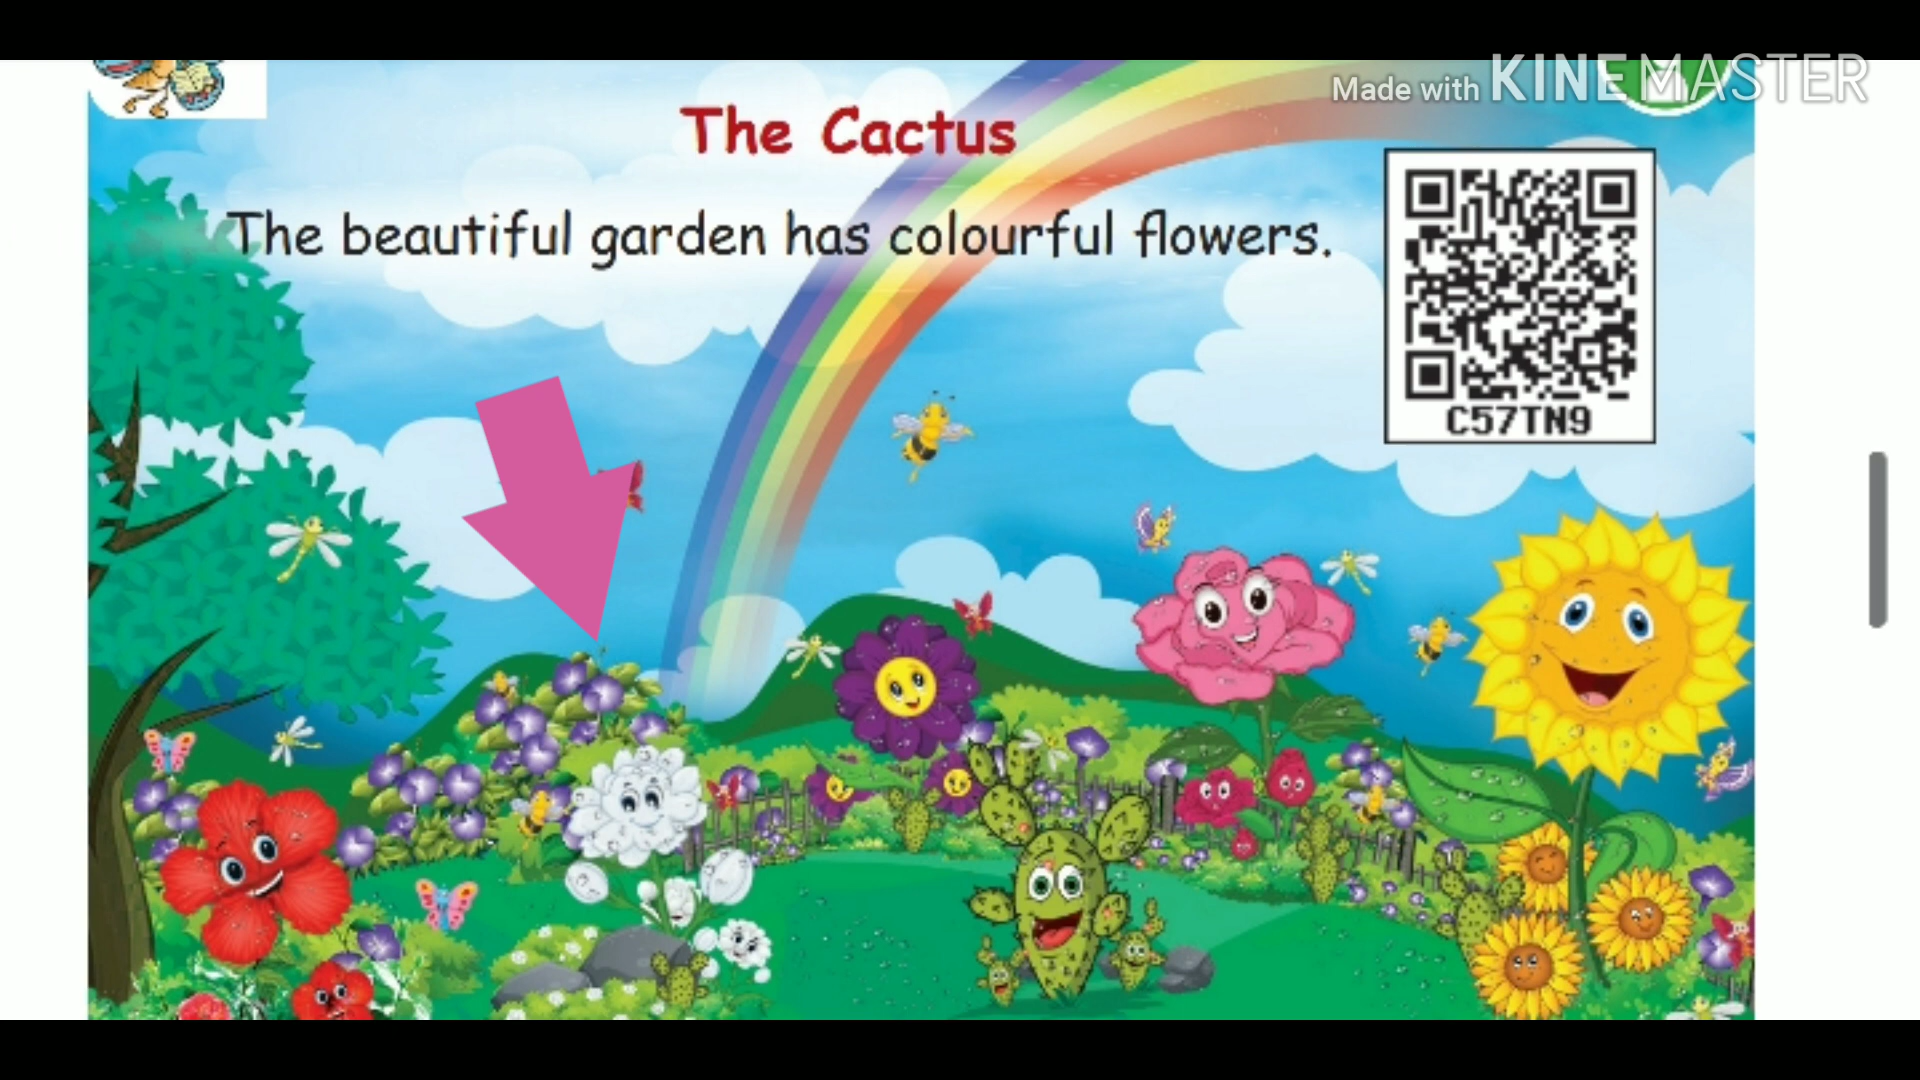 Made with KINEMASTER
The Cactus
The beautiful garden has colourful flowers.
C57TN9